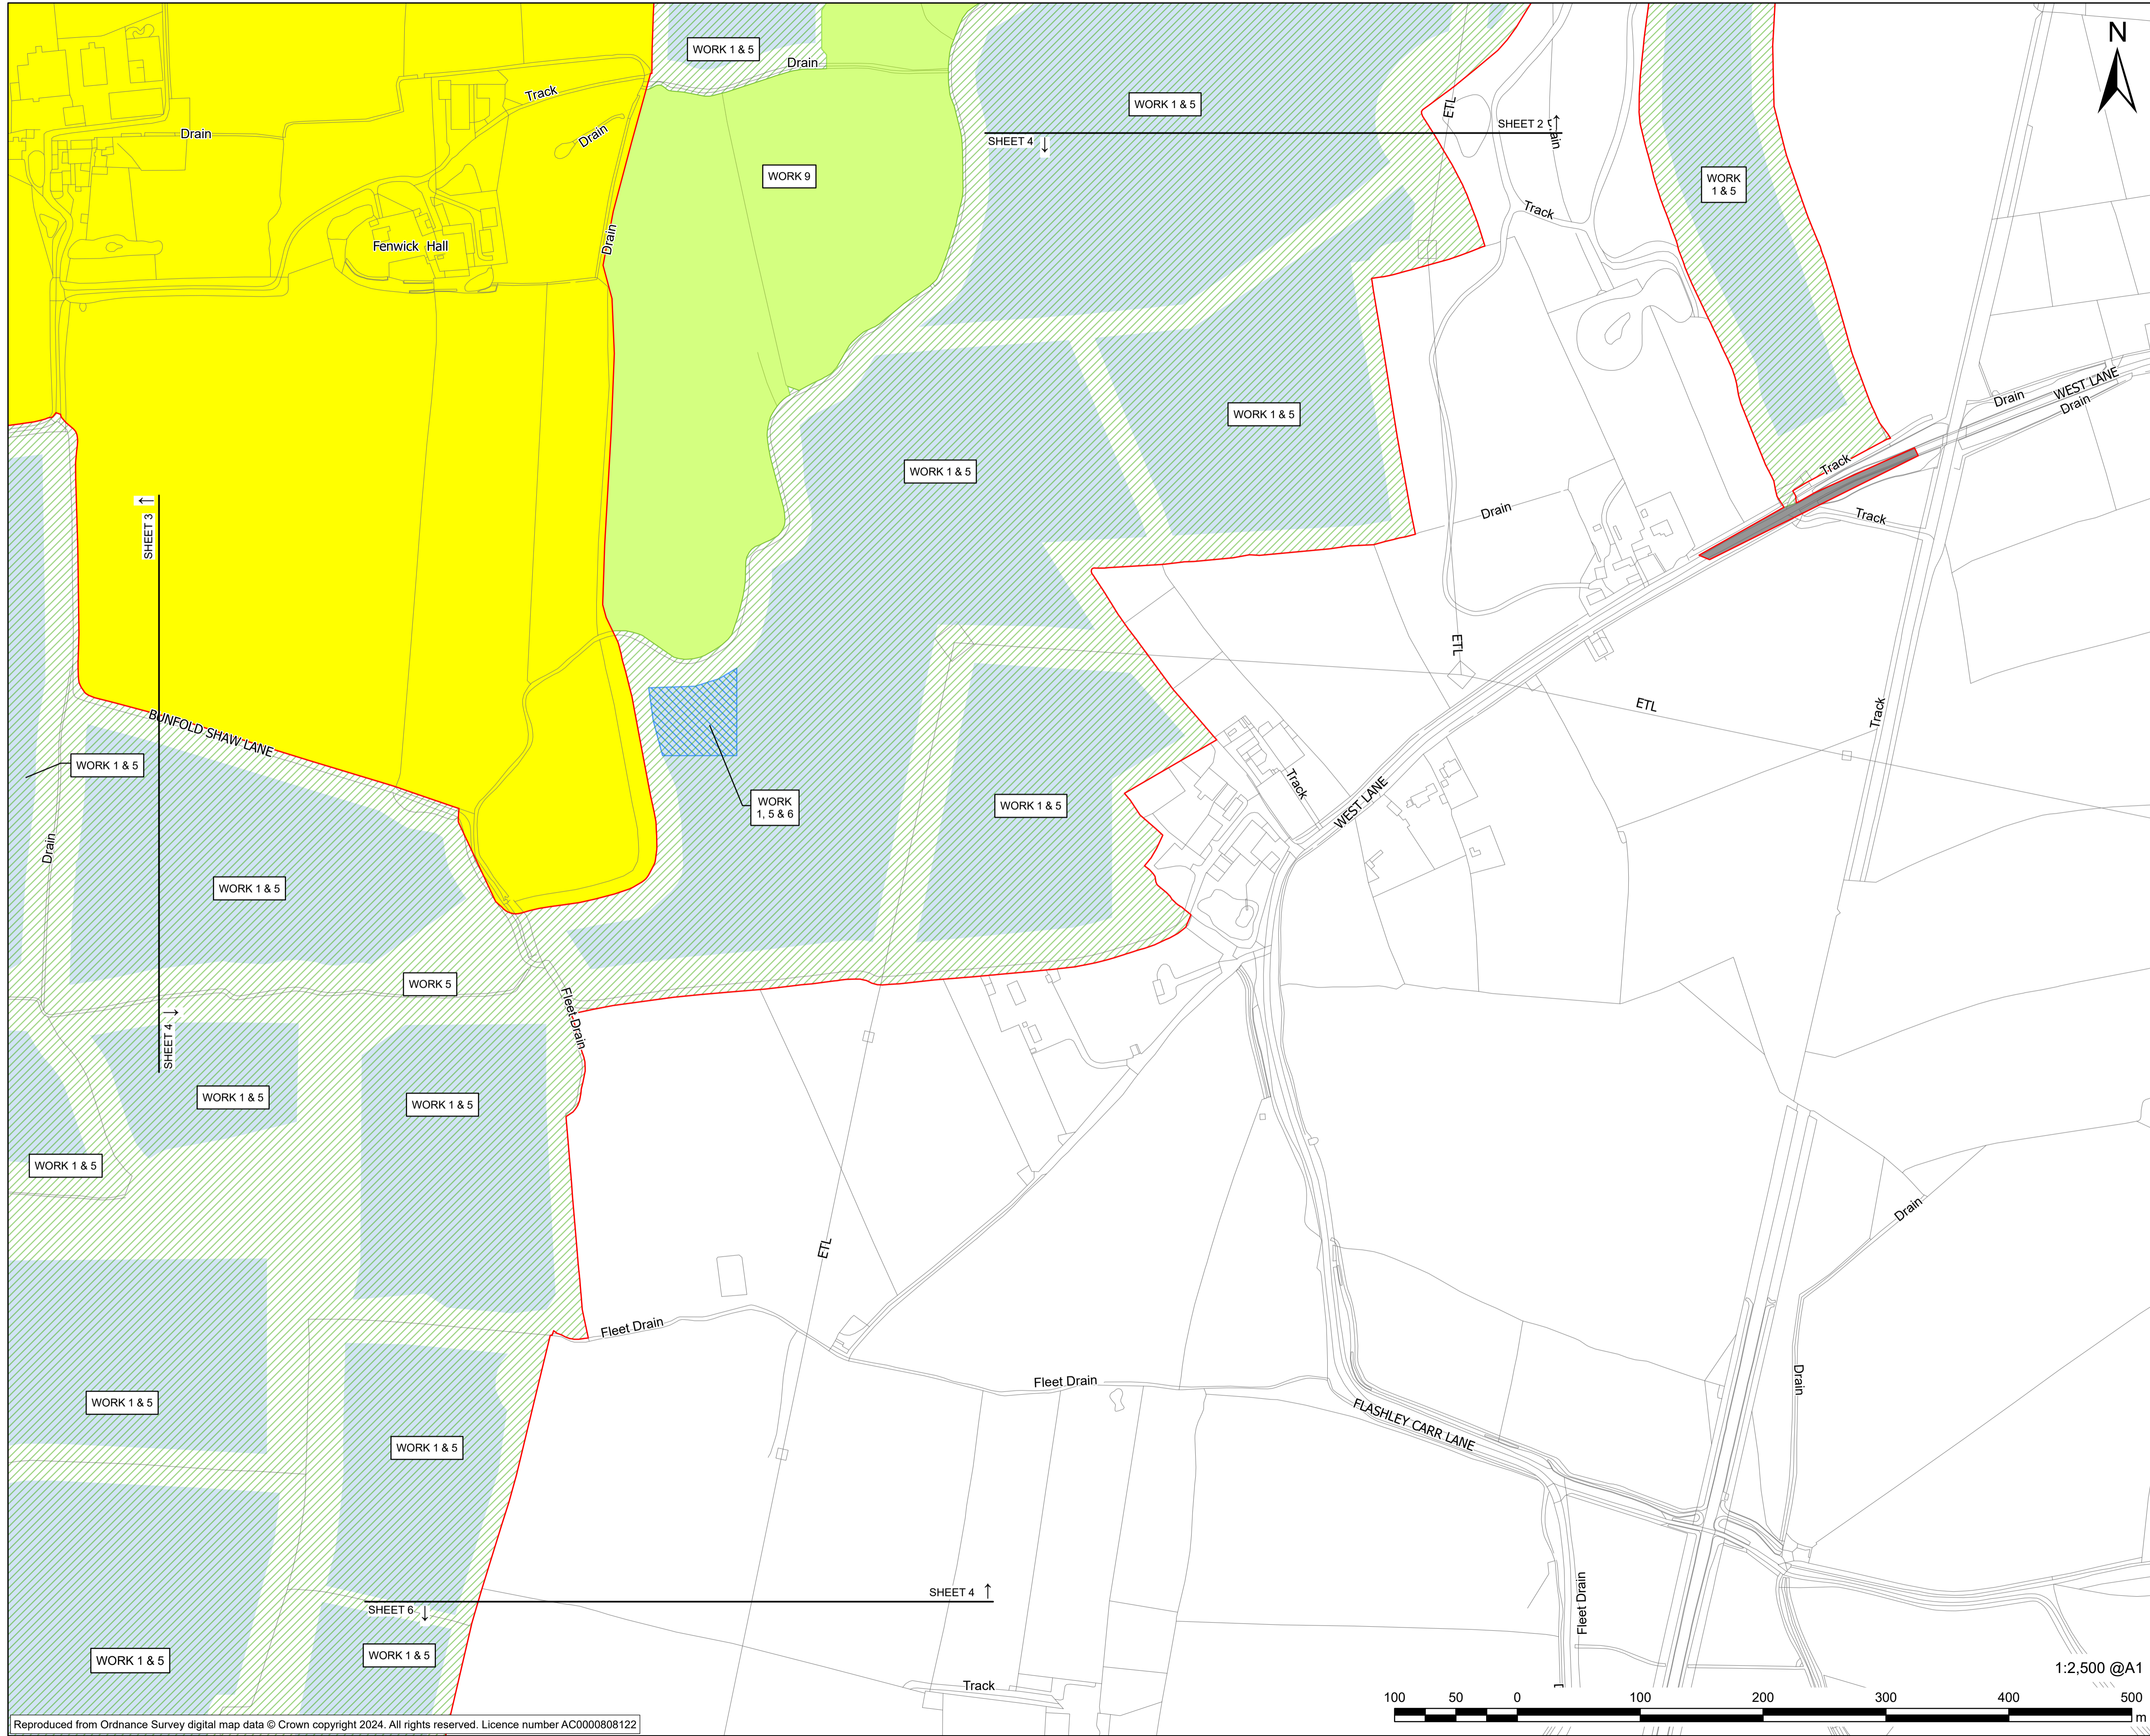 WORK 1 & 5
N
Drain
Track
WORK 1 & 5
ETL
SHEET 2 ↑
Drain
Drain
Drain
SHEET 4 ↓
WORK 9
WORK
1 & 5
Track
Fenwick Hall
Drain
WEST LANE
Drain
Drain
WORK 1 & 5
WORK 1 & 5
Track
←
SHEET 3
Drain
Track
ETL
ETL
Track
BUNFOLD SHAW LANE
WORK 1 & 5
Track
WORK
1, 5 & 6
WORK 1 & 5
WEST LANE
Drain
WORK 1 & 5
WORK 5
Fleet Drain
→
SHEET 4
WORK 1 & 5
WORK 1 & 5
WORK 1 & 5
Drain
ETL
Fleet Drain
Fleet Drain
Drain
WORK 1 & 5
FLASHLEY CARR LANE
WORK 1 & 5
Fleet Drain
SHEET 4 ↑
SHEET 6 ↓
WORK 1 & 5
WORK 1 & 5
1:2,500 @A1
Track
100 50 0 100 200 300 400 500
m
Reproduced from Ordnance Survey digital map data © Crown copyright 2024. All rights reserved. Licence number AC0000808122